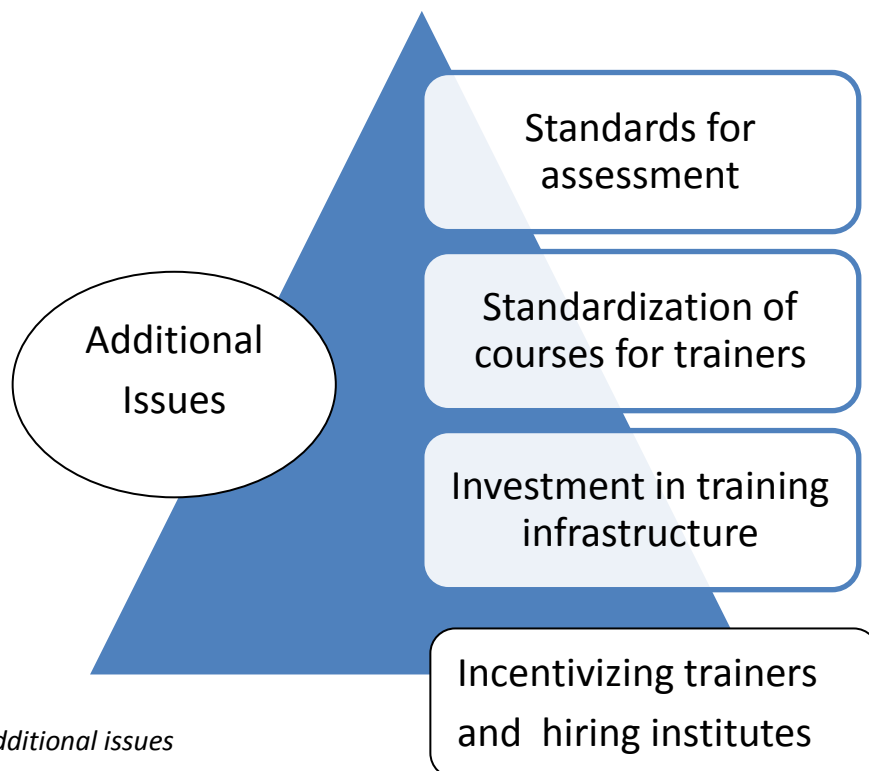 Standards for
assessment
Additional
Issues
Standardization of
courses for trainers
Investment in training
infrastructure
Incentivizing trainers
and hiring institutes
issues